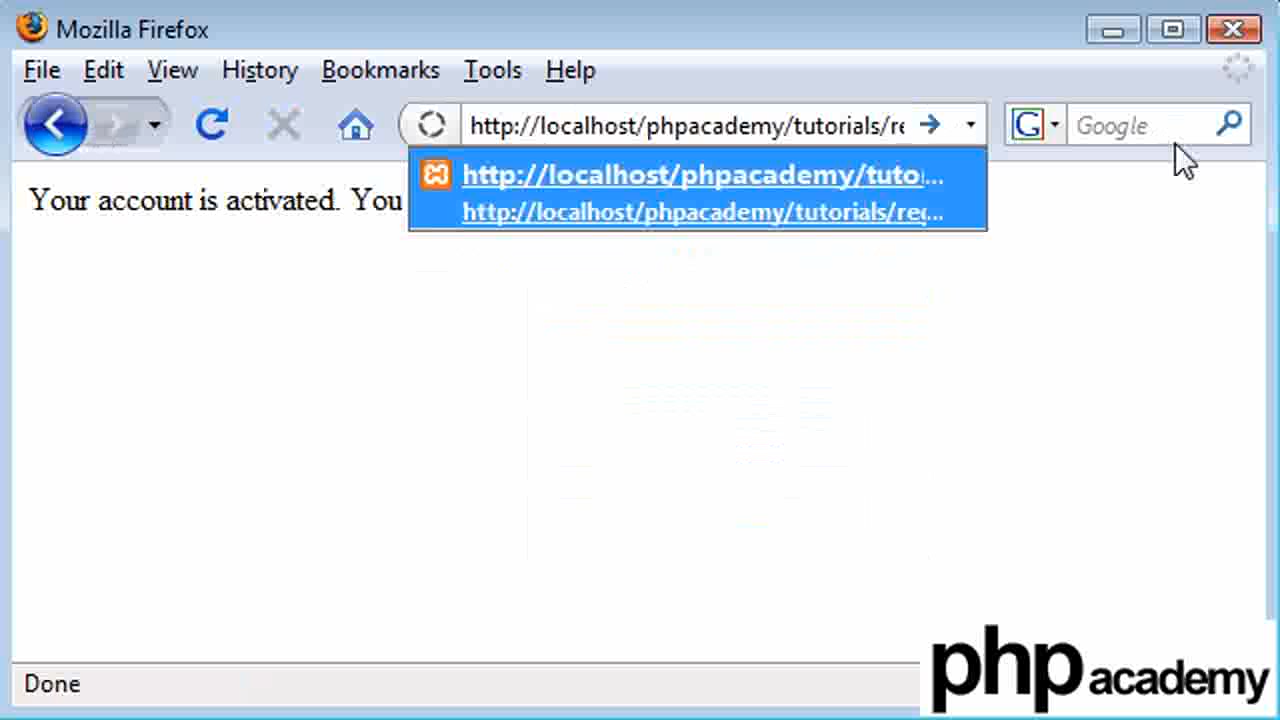 Mozilla Firefox
File Edit View History Bookmarks Tools Help
http://localhost/phpacademy/tutorials/re G Google
http://localhost/phpacademy/tuto...
Your account is activated. You
http://localhost/phpacademy/tutorials/reg...
Done
php academy